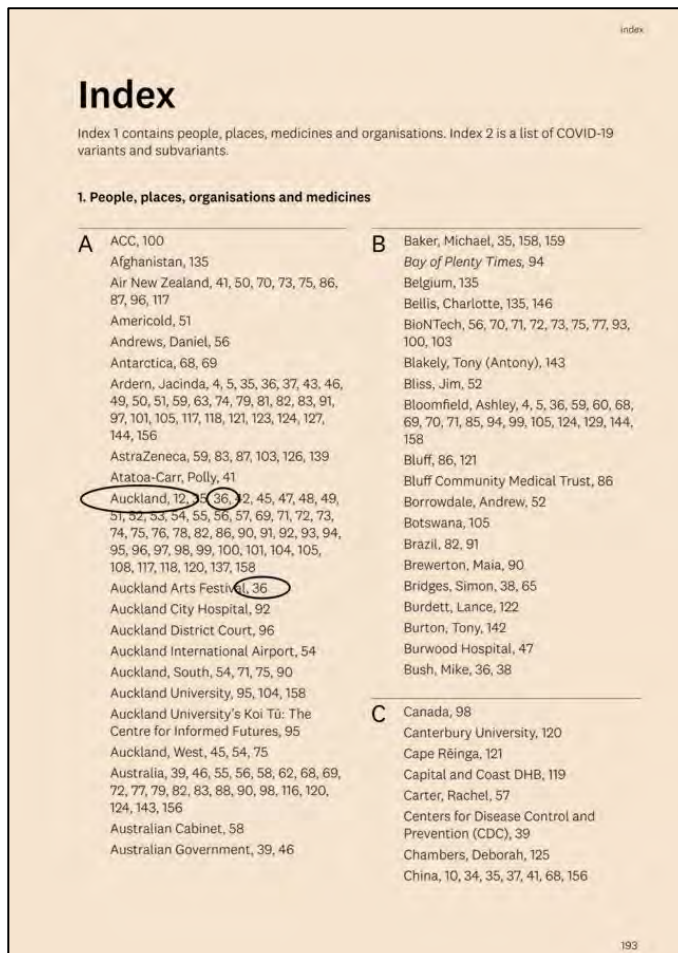 index
Index
Index 1 contains people, places, medicines and organisations. Index 2 is a list of COVID-19
variants and subvariants.
1. People, places, organisations and medicines
A
ACC, 100
Afghanistan, 135
Air New Zealand, 41, 50, 70, 73, 75, 86,
87, 96, 117
Americold, 51
Andrews, Daniel, 56
Antarctica, 68, 69
Ardern, Jacinda, 4, 5, 35, 36, 37, 43, 46,
49, 50, 51, 59, 63, 74, 79, 81, 82, 83, 91,
97, 101, 105, 117, 118, 121, 123, 124, 127,
144, 156
AstraZeneca, 59, 83, 87, 103, 126, 139
Atatoa-Carr, Polly, 41
Auckland, 12, 35, 36, 42, 45, 47, 48, 49,
51, 52, 53, 54, 55, 56, 57, 69, 71, 72, 73,
74, 75, 76, 78, 82, 86, 90, 91, 92, 93, 94,
95, 96, 97, 98, 99, 100, 101, 104, 105,
108, 117, 118, 120, 137, 158
Auckland Arts Festival, 36
Auckland City Hospital, 92
Auckland District Court, 96
Auckland International Airport, 54
Auckland, South, 54, 71, 75, 90
Auckland University, 95, 104, 158
Auckland University's Koi Tū: The
Centre for Informed Futures, 95
Auckland, West, 45, 54, 75
Australia, 39, 46, 55, 56, 58, 62, 68, 69,
72, 77, 79, 82, 83, 88, 90, 98, 116, 120,
124, 143, 156
Australian Cabinet, 58
Australian Government, 39, 46
B
Baker, Michael, 35, 158, 159
Bay of Plenty Times, 94
Belgium, 135
Bellis, Charlotte, 135, 146
BioNTech, 56, 70, 71, 72, 73, 75, 77, 93,
100, 103
Blakely, Tony (Antony), 143
Bliss, Jim, 52
Bloomfield, Ashley, 4, 5, 36, 59, 60, 68,
69, 70, 71, 85, 94, 99, 105, 124, 129, 144,
158
Bluff, 86, 121
Bluff Community Medical Trust, 86
Borrowdale, Andrew, 52
Botswana, 105
Brazil, 82, 91
Brewerton, Maia, 90
Bridges, Simon, 38, 65
Burdett, Lance, 122
Burton, Tony, 142
Burwood Hospital, 47
Bush, Mike, 36, 38
C
Canada, 98
Canterbury University, 120
Cape Rēinga, 121
Capital and Coast DHB, 119
Carter, Rachel, 57
Centers for Disease Control and
Prevention (CDC), 39
Chambers, Deborah, 125
China, 10, 34, 35, 37, 41, 68, 156
193